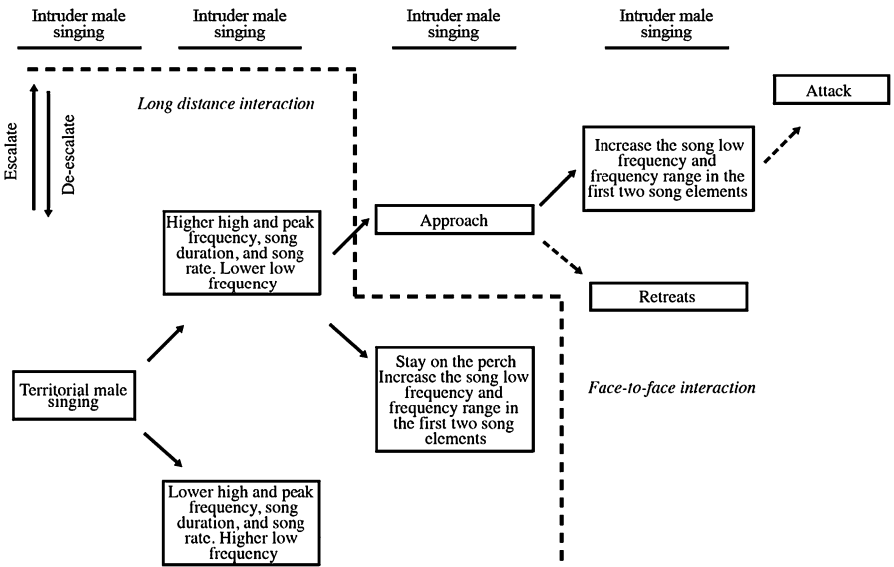 Intruder male
singing
Intruder male
singing
Intruder male
singing
Intruder male
singing
Escalate
De-escalate
Long distance interaction
Attack
Increase the song low
frequency and
frequency range in the
first two song elements
Higher high and peak
frequency, song
duration, and song
rate. Lower low
frequency
Approach
Retreats
Territorial male
singing
Stay on the perch
Increase the song low
frequency and
frequency range in
the first two song
elements
Face-to-face interaction
Lower high and peak
frequency, song
duration, and song
rate. Higher low
frequency